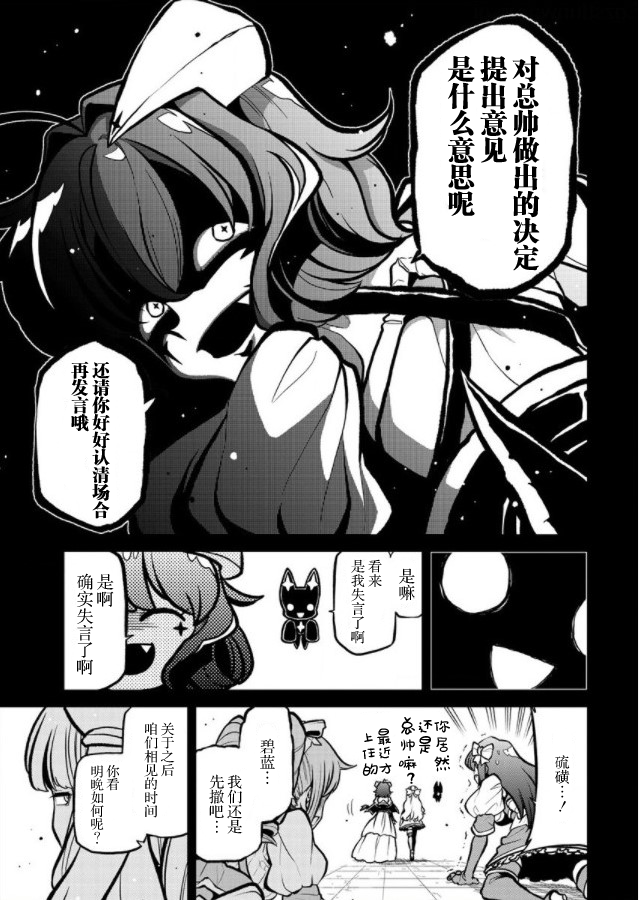 对总帅做出的决定
提出意见
是什么意思呢
还请你好好认清场合
再发言哦
是嘛
看来
是我失言了啊
是啊
确实失言了啊
硫磺…!
你居然
还是
总帅嘛?
最近才
上任的
碧蓝…
我们还是
先撤吧…
关于之后
咱们相见的时间
你看
明晚如何呢?